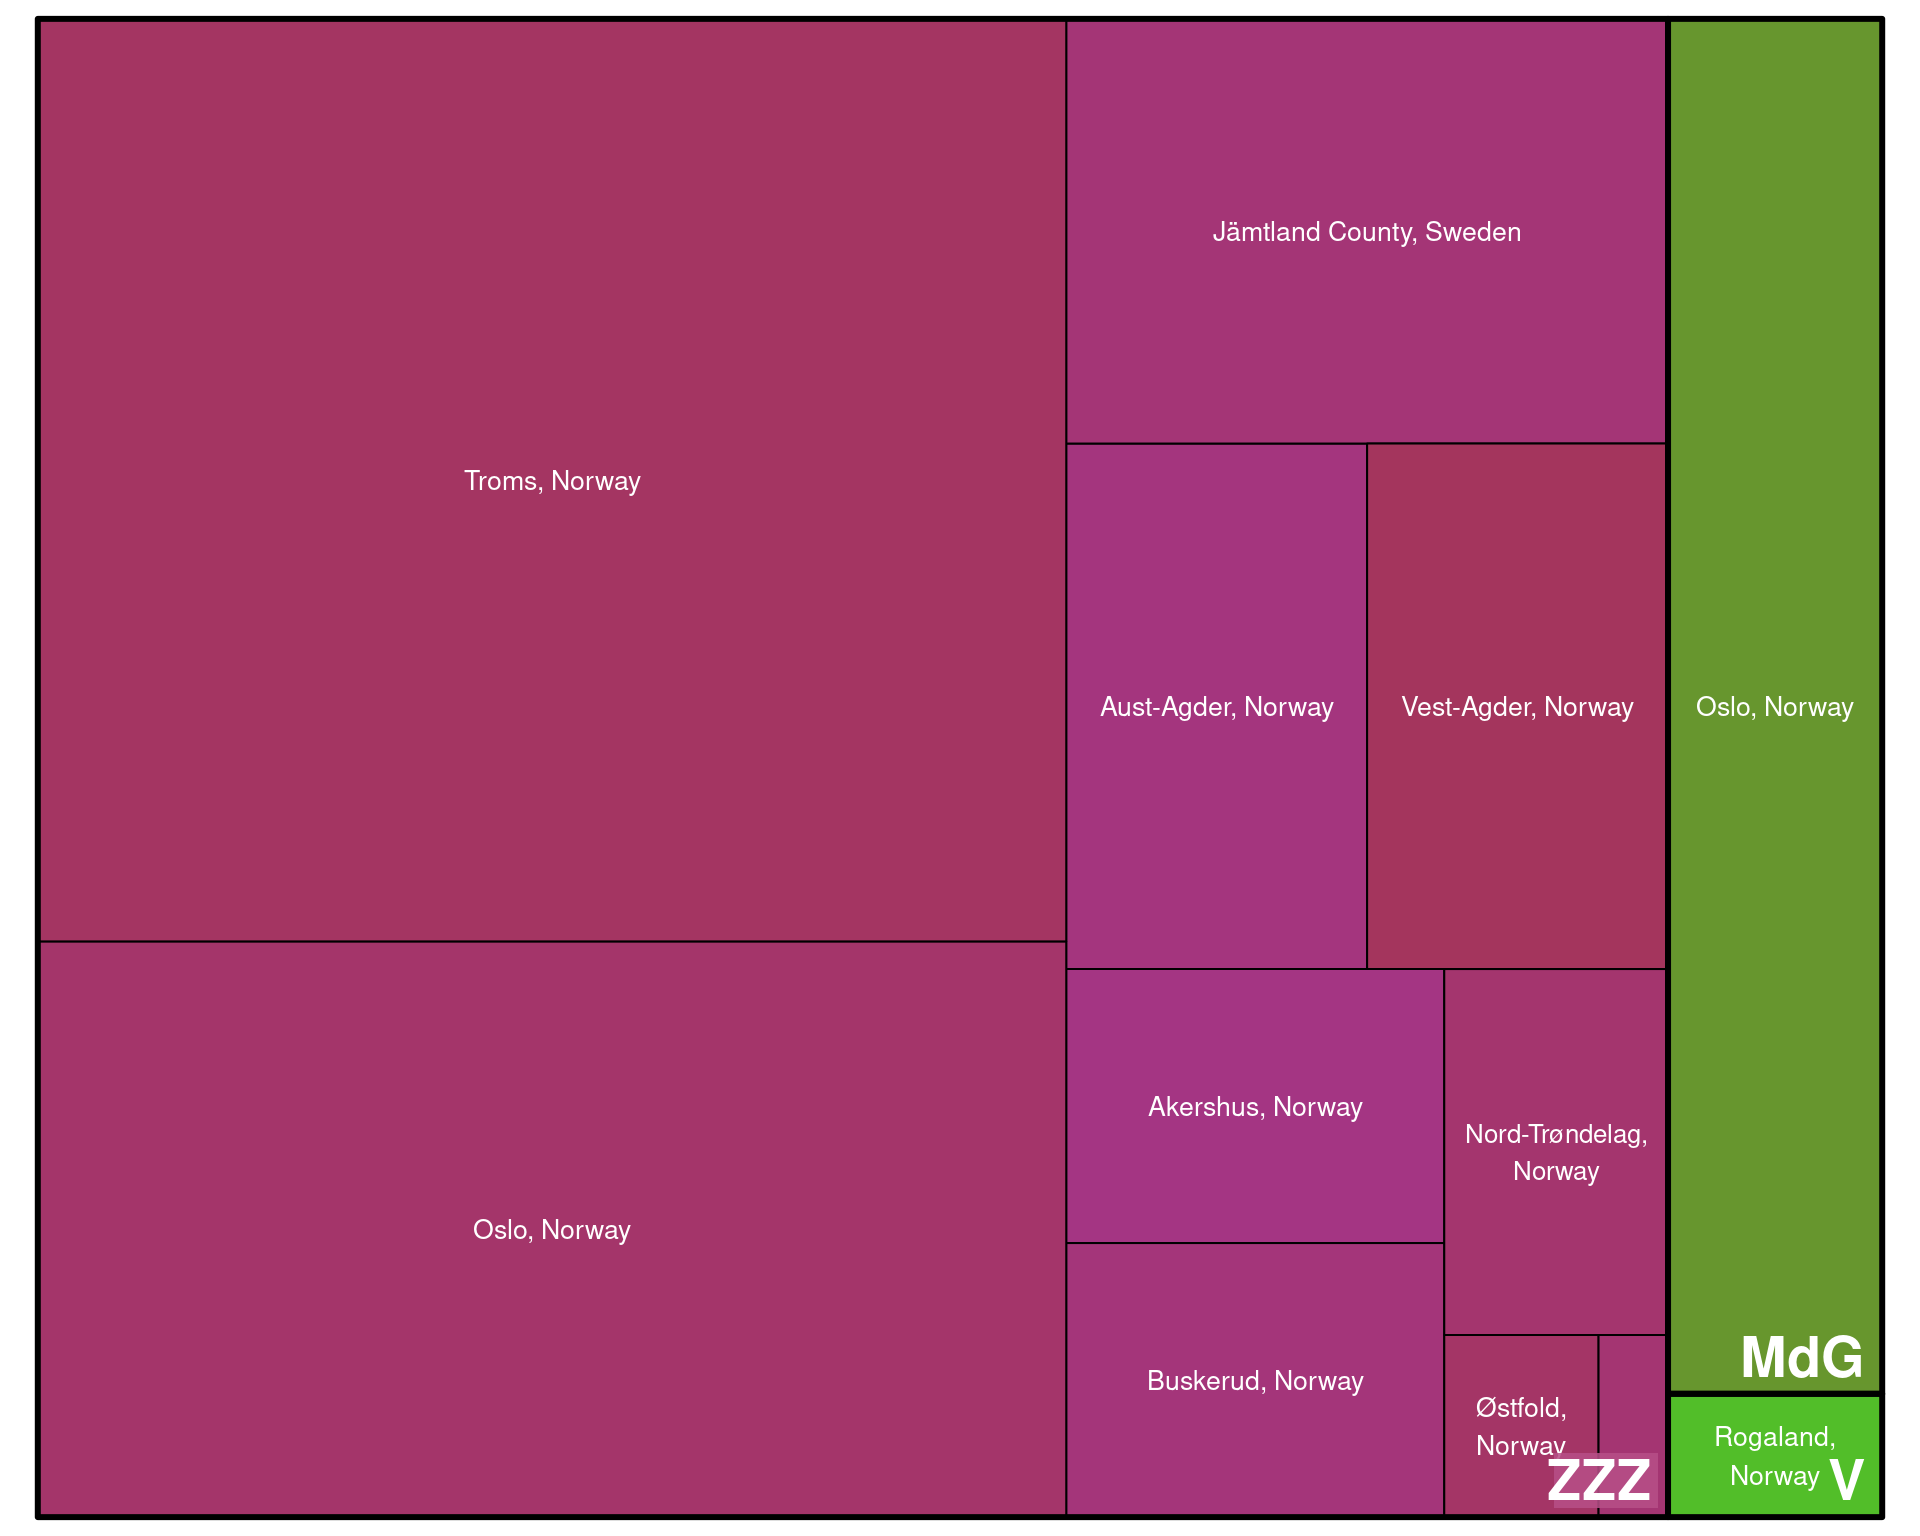 Jämtland County, Sweden
Troms, Norway
Aust-Agder, Norway
Vest-Agder, Norway
Oslo, Norway
Akershus, Norway
Nord-Trøndelag,
Norway
Oslo, Norway
Buskerud, Norway
Østfold,
Norway
ZZZ
MdG
Rogaland,
Norway
V